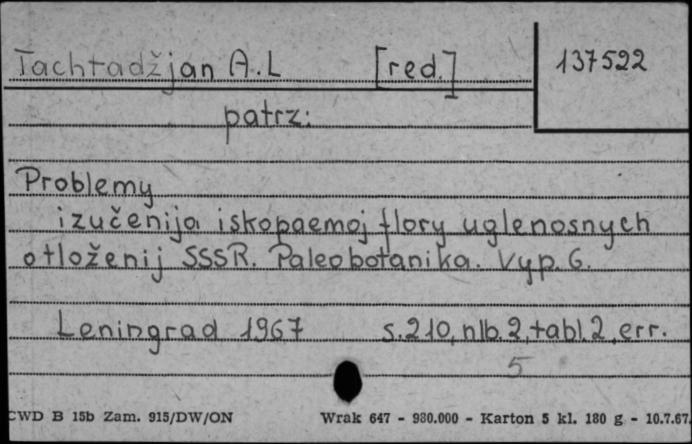 Tachtadžjan A.L [red.] 137522
patrz:
Problemy
izučenija iskopaemoj flory uglenosnych
otloženij SSSR. Paleobotanika. Vyp. 6.
Leningrad 1967 s.210, nlb.2, tabl.2, err.
5
CWD B 15b Zam. 915/DW/ON Wrak 647 - 980.000 - Karton 5 kl. 180 g - 10.7.67